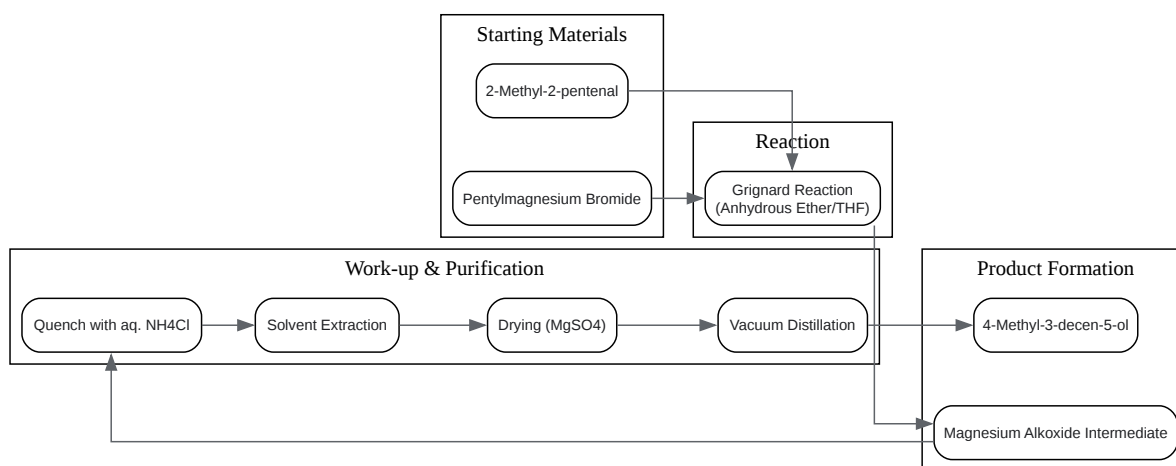 Starting Materials
2-Methyl-2-pentenal
Pentylmagnesium Bromide
Reaction
Grignard Reaction
(Anhydrous Ether/THF)
Work-up & Purification
Quench with aq. NH4Cl
Solvent Extraction
Drying (MgSO4)
Vacuum Distillation
Product Formation
4-Methyl-3-decen-5-ol
Magnesium Alkoxide Intermediate